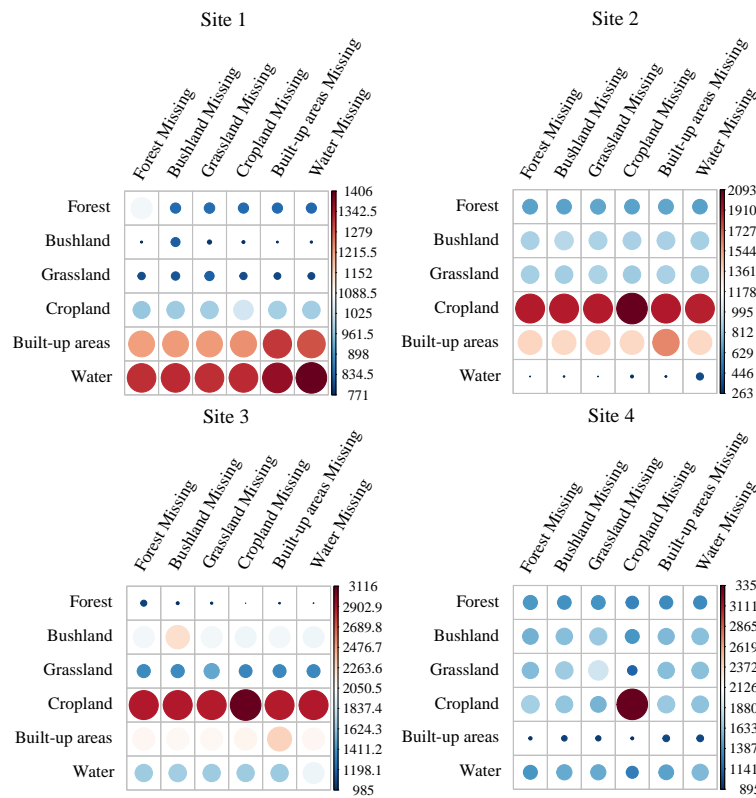 Site 1
Forest Missing
Bushland Missing
Grassland Missing
Cropland Missing
Built-up areas Missing
Water Missing
Forest
Bushland
Grassland
Cropland
Built-up areas
Water
1406
1342.5
1279
1215.5
1152
1088.5
1025
961.5
898
834.5
771
Site 2
Forest Missing
Bushland Missing
Grassland Missing
Cropland Missing
Built-up areas Missing
Water Missing
Forest
Bushland
Grassland
Cropland
Built-up areas
Water
2093
1910
1727
1544
1361
1178
995
812
629
446
263
Site 3
Forest Missing
Bushland Missing
Grassland Missing
Cropland Missing
Built-up areas Missing
Water Missing
Forest
Bushland
Grassland
Cropland
Built-up areas
Water
3116
2902.9
2689.8
2476.7
2263.6
2050.5
1837.4
1624.3
1411.2
1198.1
985
Site 4
Forest Missing
Bushland Missing
Grassland Missing
Cropland Missing
Built-up areas Missing
Water Missing
Forest
Bushland
Grassland
Cropland
Built-up areas
Water
3111
2865
2619
2372
2126
1880
1633
1387
1141